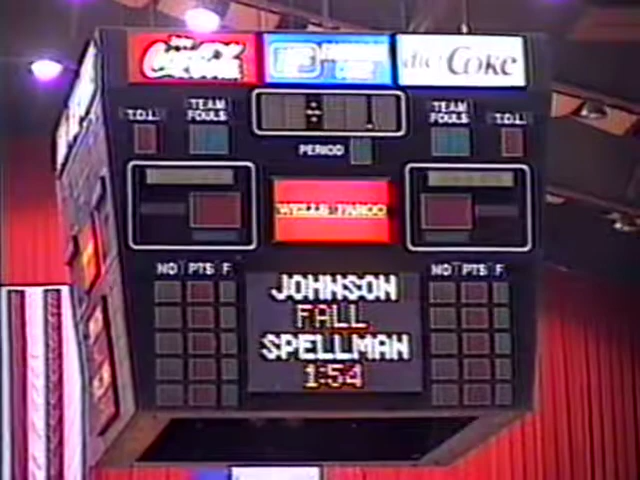 Coca-Cola
diet Coke
T.O.L. TEAM FOULS TEAM FOULS T.O.L.
PERIOD
WELLS FARGO
NO PTS F NO PTS F
JOHNSON
FALL
SPELLMAN
1:54